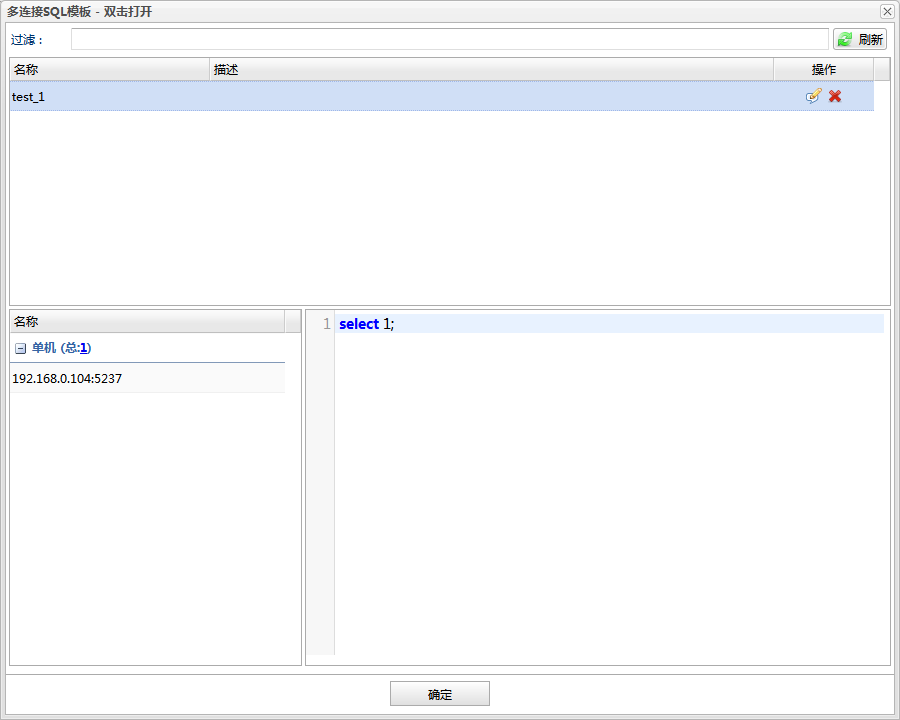 多连接SQL模板 - 双击打开
过滤：
刷新
名称 描述 操作
test_1
名称
单机 (总:1)
192.168.0.104:5237
1 select 1;
确定